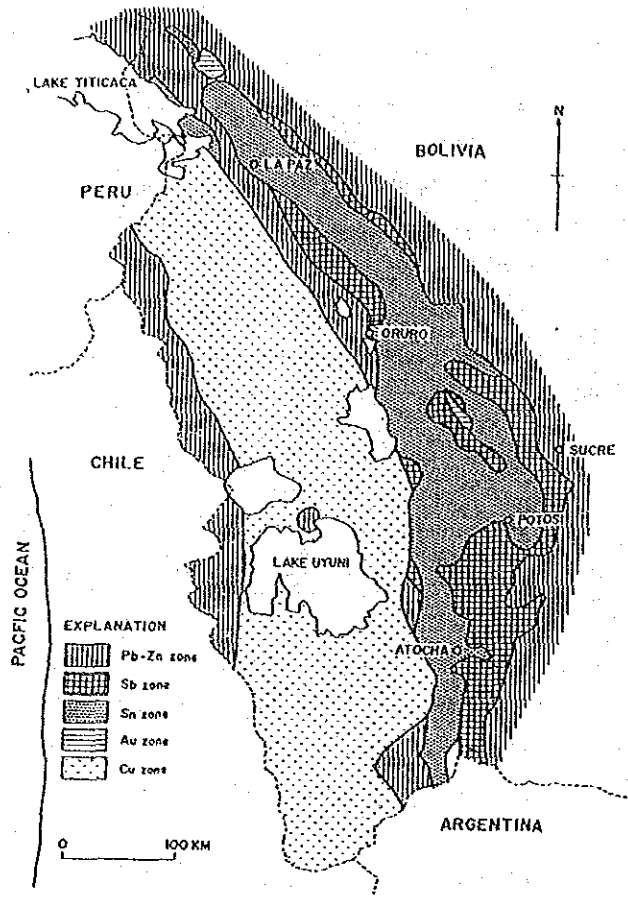 LAKE TITICACA
N
BOLIVIA
LA PAZ
PERU
ORURO
CHILE
SUCRE
POTOSI
LAKE UYUNI
PACFIC OCEAN
EXPLANATION
Pb-Zn zone
Sb zone
Sn zone
Au zone
Cu zone
ATOCHA
0 100 KM
ARGENTINA